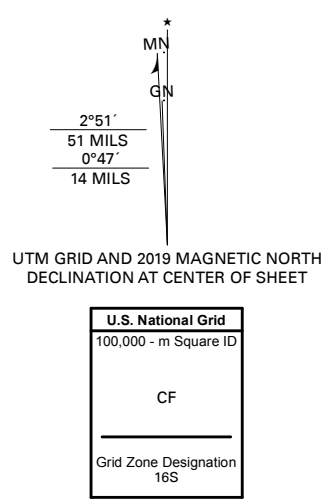 ★
MN
GN
2°51´
51 MILS
0°47´
14 MILS
UTM GRID AND 2019 MAGNETIC NORTH
DECLINATION AT CENTER OF SHEET
U.S. National Grid
100,000 - m Square ID
CF
Grid Zone Designation
16S